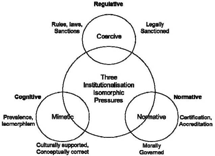 Regulative
Rules, laws,
Sanctions
Legally
Sanctioned
Coercive
Three
Institutionalisation
Isomorphic
Pressures
Cognitive
Normative
Prevalence,
Isomorphism
Mimetic
Normative
Certification,
Accreditation
Culturally supported,
Conceptually correct
Morally
Governed